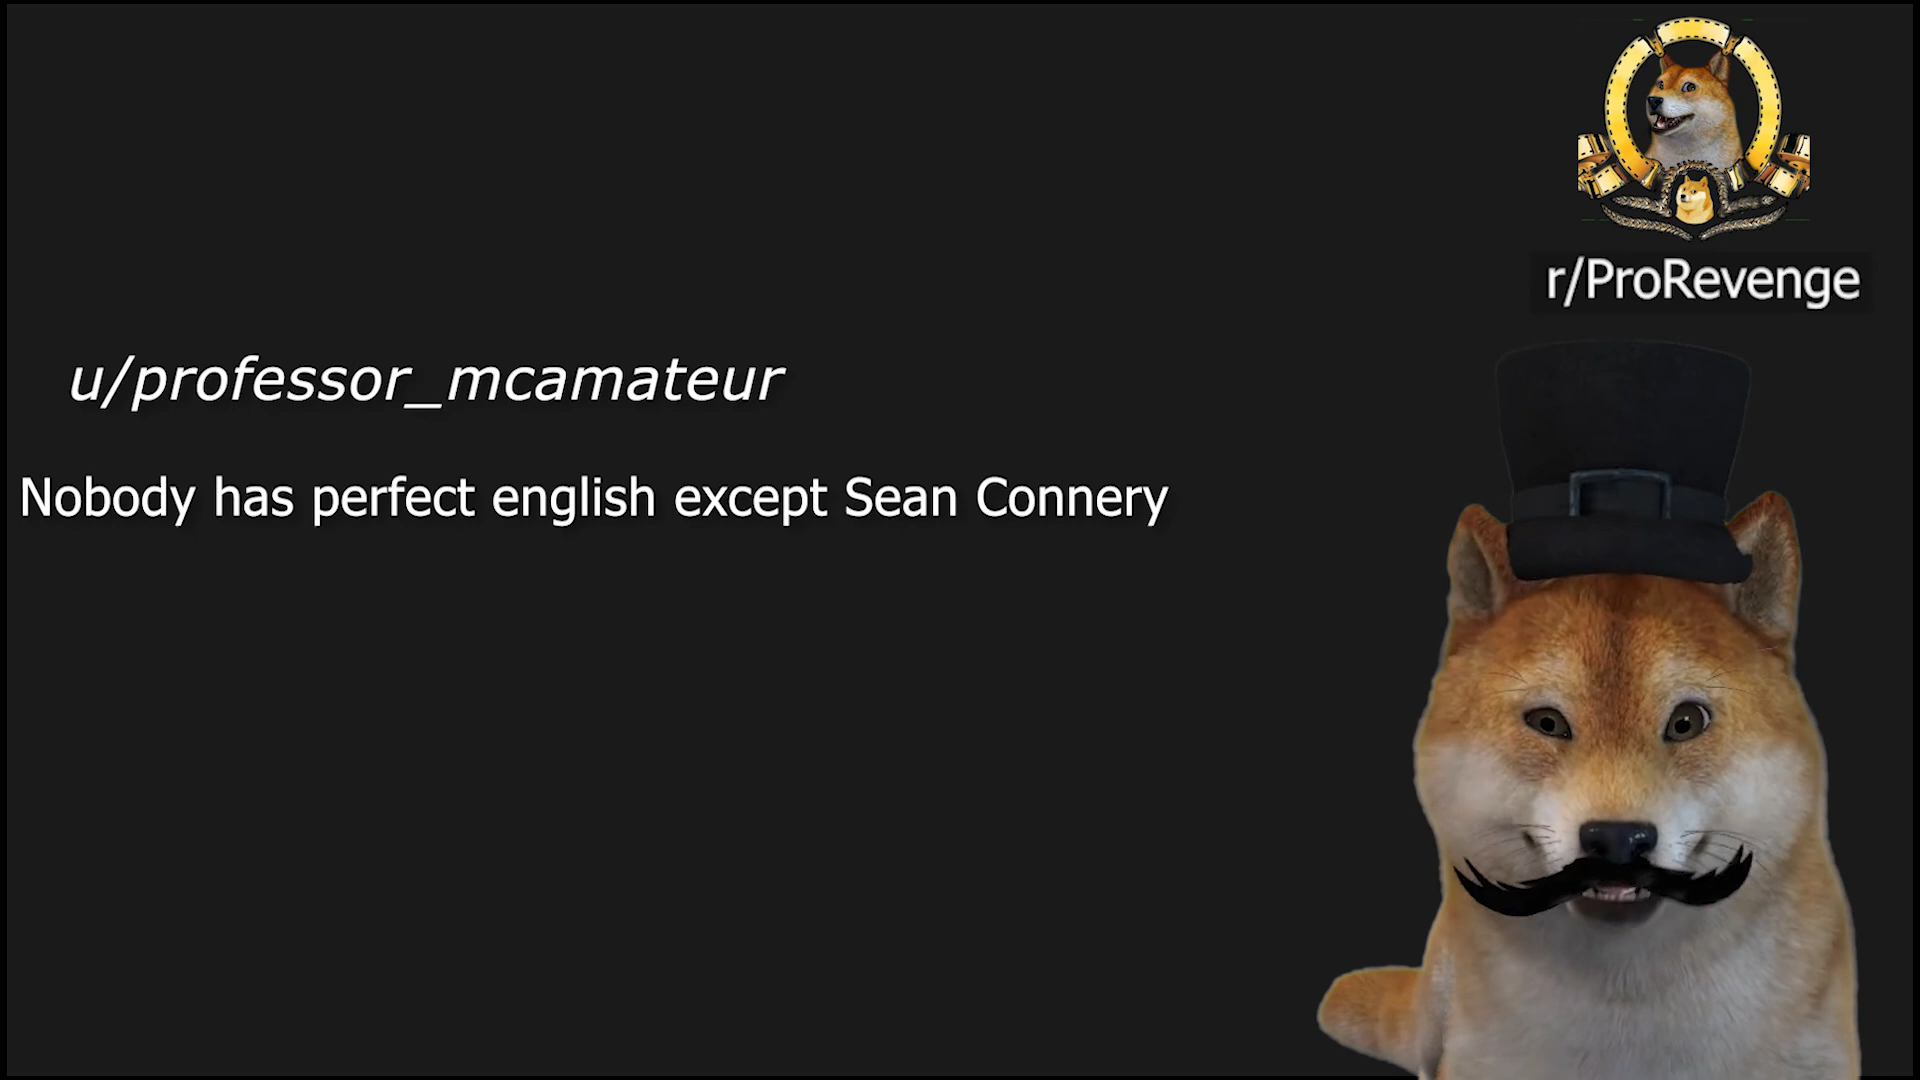 r/ProRevenge
u/professor_mcamateur
Nobody has perfect english except Sean Connery